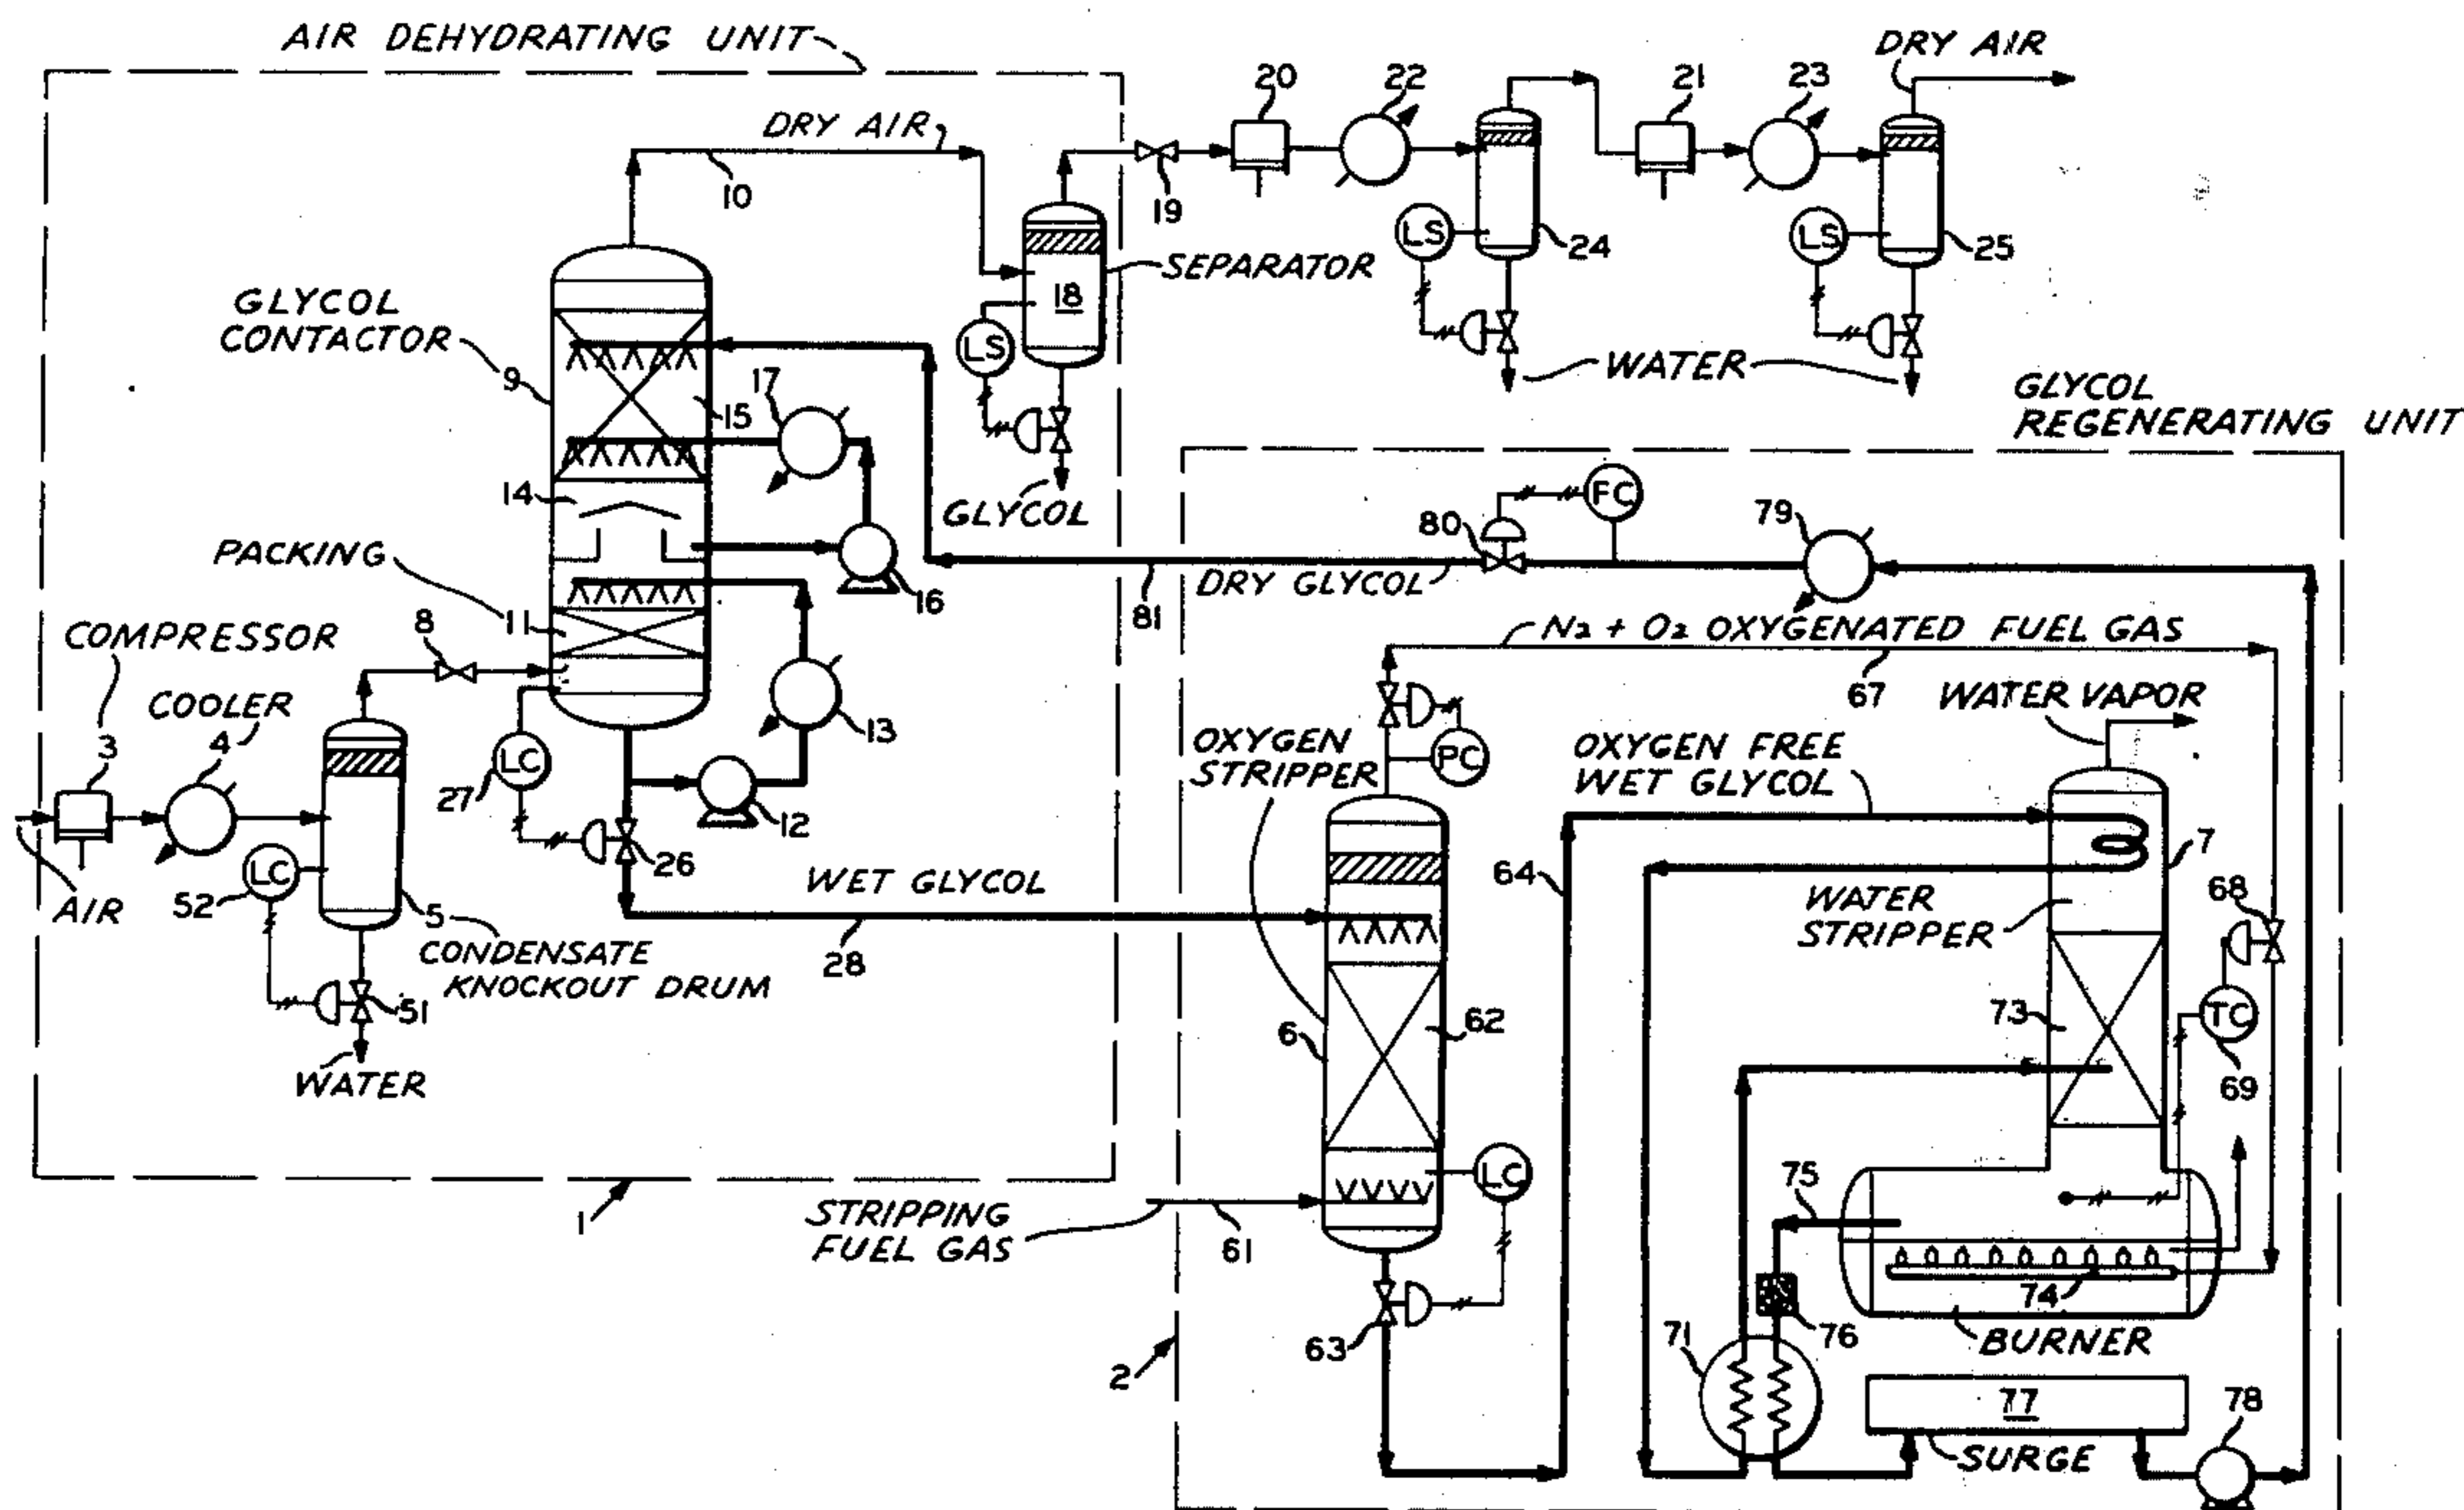 AIR DEHYDRATING UNIT
DRY AIR
20
22
21
23
DRY AIR
10
19
LS
24
LS
25
SEPARATOR
18
GLYCOL
CONTACTOR
9
LS
17
15
WATER
GLYCOL
REGENERATING UNIT
14
GLYCOL
FC
80
79
PACKING
16
DRY GLYCOL
81
11
8
COMPRESSOR
N2 + O2 OXYGENATED FUEL GAS
67
WATER VAPOR
COOLER
3
4
13
LC
27
12
26
OXYGEN
STRIPPER
PC
OXYGEN FREE
WET GLYCOL
7
LC
52
AIR
5
CONDENSATE
KNOCKOUT DRUM
WET GLYCOL
28
64
WATER
STRIPPER
68
51
WATER
6
62
73
TC
69
1
STRIPPING
FUEL GAS
61
LC
75
74
76
BURNER
63
71
2
77
SURGE
78